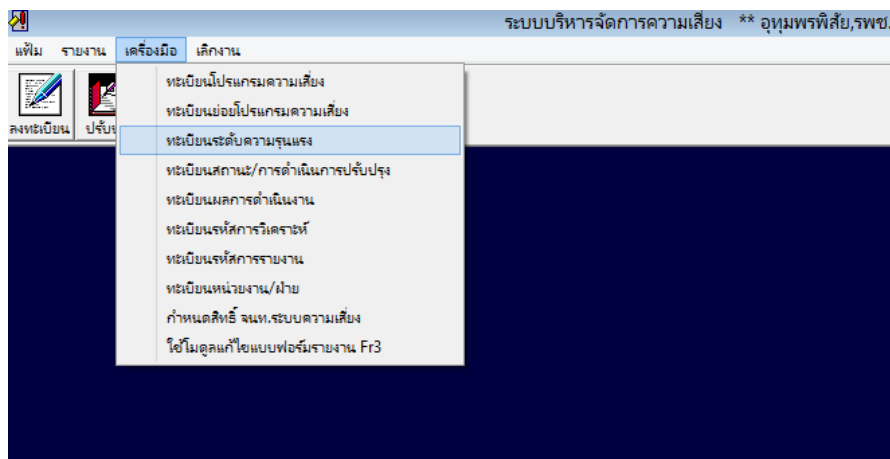 ระบบบริหารจัดการความเสี่ยง ** อุทุมพรพิสัย,รพช.
แฟ้ม รายงาน เครื่องมือ เลิกงาน
ลงทะเบียน
ทะเบียนโปรแกรมความเสี่ยง
ทะเบียนย่อยโปรแกรมความเสี่ยง
ทะเบียนระดับความรุนแรง
ทะเบียนสถานะ/การดำเนินการปรับปรุง
ทะเบียนผลการดำเนินงาน
ทะเบียนรหัสการวิเคราะห์
ทะเบียนรหัสการรายงาน
ทะเบียนหน่วยงาน/ฝ่าย
กำหนดสิทธิ์ จนท.ระบบความเสี่ยง
ใช้โมดูลแก้ไขแบบฟอร์มรายงาน Fr3